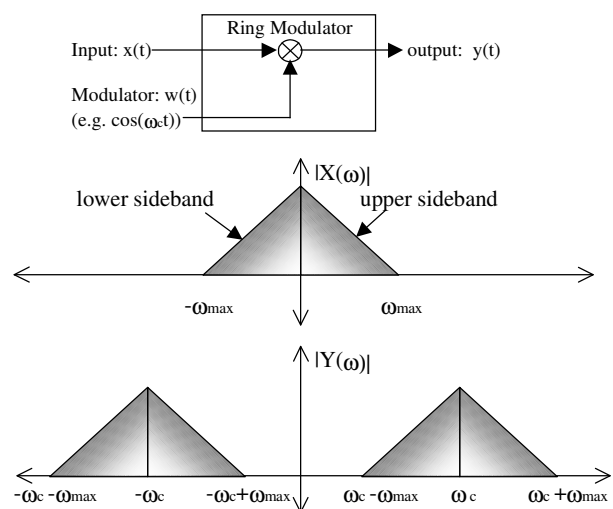 Ring Modulator
Input: x(t)
output: y(t)
Modulator: w(t)
(e.g. cos(ωct))
|X(ω)|
lower sideband
upper sideband
-ωmax
ωmax
|Y(ω)|
-ωc -ωmax
-ωc
-ωc+ωmax
ωc -ωmax
ωc
ωc +ωmax